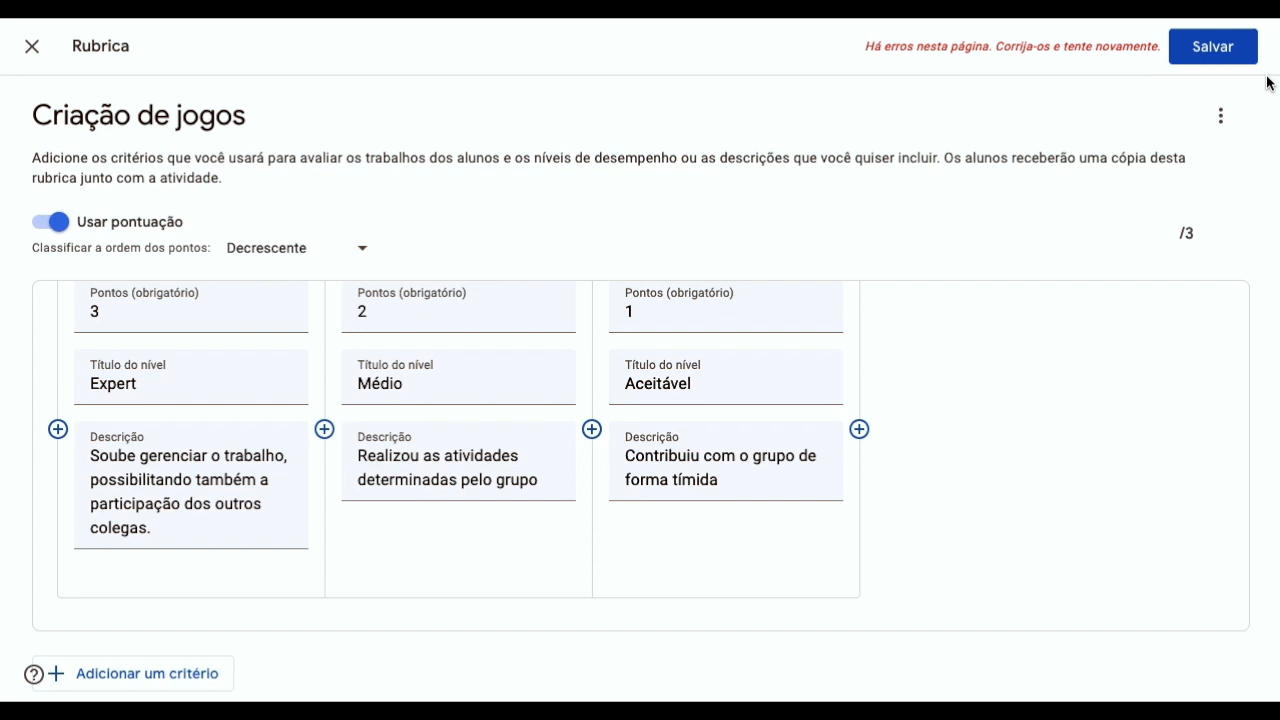 Rubrica
Há erros nesta página. Corrija-os e tente novamente.
Salvar
Criação de jogos
Adicione os critérios que você usará para avaliar os trabalhos dos alunos e os níveis de desempenho ou as descrições que você quiser incluir. Os alunos receberão uma cópia desta
rubrica junto com a atividade.
Usar pontuação
Classificar a ordem dos pontos: Decrescente
/3
Pontos (obrigatório)
3
Título do nível
Expert
Descrição
Soube gerenciar o trabalho,
possibilitando também a
participação dos outros
colegas.
Pontos (obrigatório)
2
Título do nível
Médio
Descrição
Realizou as atividades
determinadas pelo grupo
Pontos (obrigatório)
1
Título do nível
Aceitável
Descrição
Contribuiu com o grupo de
forma tímida
Adicionar um critério